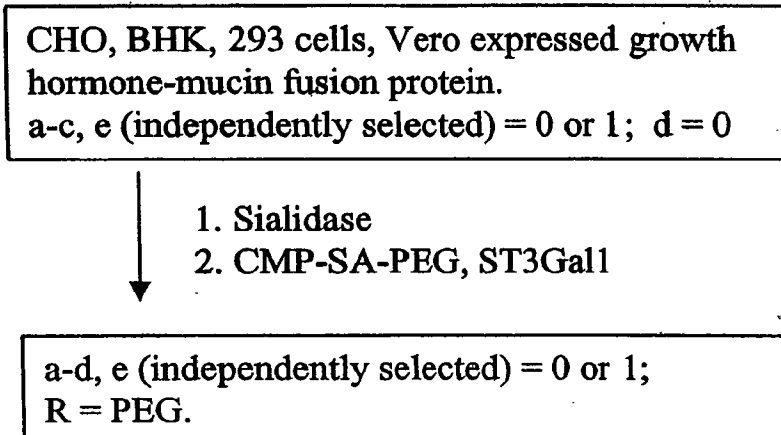 CHO, BHK, 293 cells, Vero expressed growth
hormone-mucin fusion protein.
a-c, e (independently selected) = 0 or 1; d = 0
1. Sialidase
2. CMP-SA-PEG, ST3Gal1
a-d, e (independently selected) = 0 or 1;
R = PEG.